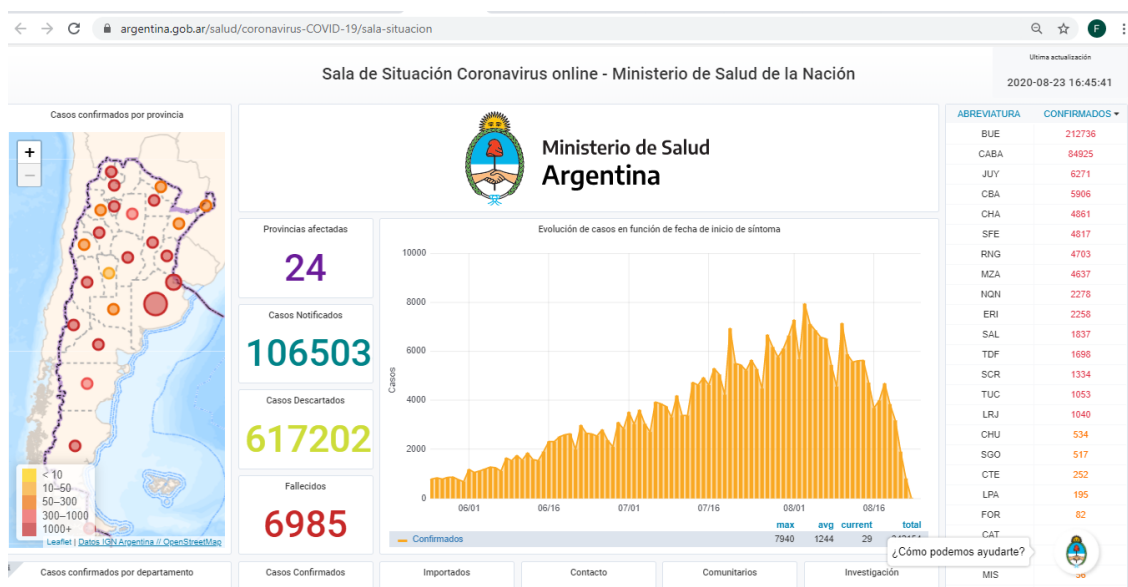 argentina.gob.ar/salud/coronavirus-COVID-19/sala-situacion
F
Sala de Situación Coronavirus online - Ministerio de Salud de la Nación
Ultima actualización
2020-08-23 16:45:41
Casos confirmados por provincia
+
−
< 10
10–50
50–300
300–1000
1000+
Leaflet | Datos IGN Argentina // OpenStreetMap
Ministerio de Salud
Argentina
Provincias afectadas
24
Casos Notificados
106503
Casos Descartados
617202
Fallecidos
6985
Evolución de casos en función de fecha de inicio de síntoma
Casos
10000
8000
6000
4000
2000
0
06/01 06/16 07/01 07/16 08/01 08/16
max avg current total
Confirmados 7940 1244 29
ABREVIATURA CONFIRMADOS
BUE 212736
CABA 84925
JUY 6271
CBA 5906
CHA 4861
SFE 4817
RNG 4703
MZA 4637
NQN 2278
ERI 2258
SAL 1837
TDF 1698
SCR 1334
TUC 1053
LRJ 1040
CHU 534
SGO 517
CTE 252
LPA 195
FOR 82
CAT
MIS
¿Cómo podemos ayudarte?
Casos confirmados por departamento
Casos Confirmados
Importados
Contacto
Comunitarios
Investigación